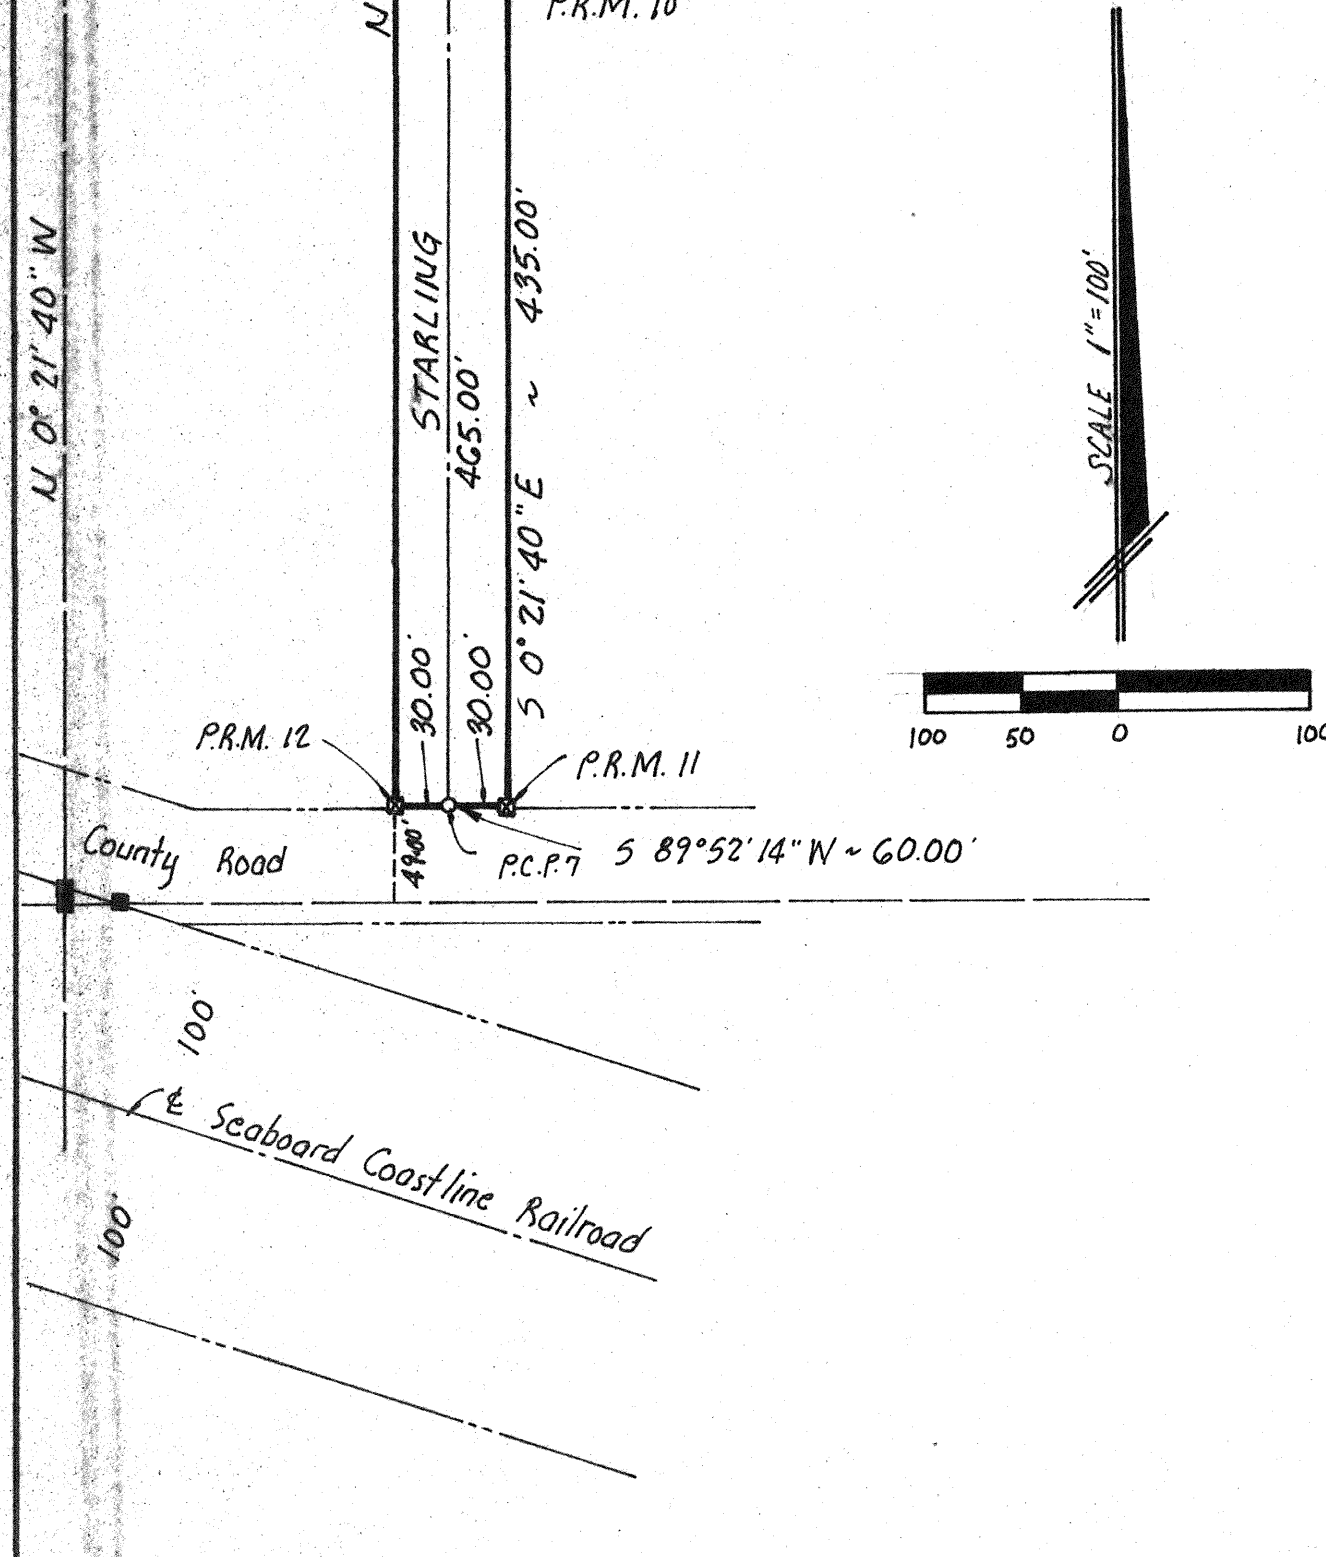 P.R.M. 10
N
N 0° 21' 40" W
STARLING
465.00'
S 0° 21' 40" E ~ 435.00'
SCALE 1"=100'
30.00'
30.00'
P.R.M. 12
P.R.M. 11
100 50 0 100
County Road
49.00'
P.C.P. 7
S 89° 52' 14" W ~ 60.00'
100'
℄ Seaboard Coastline Railroad
100'